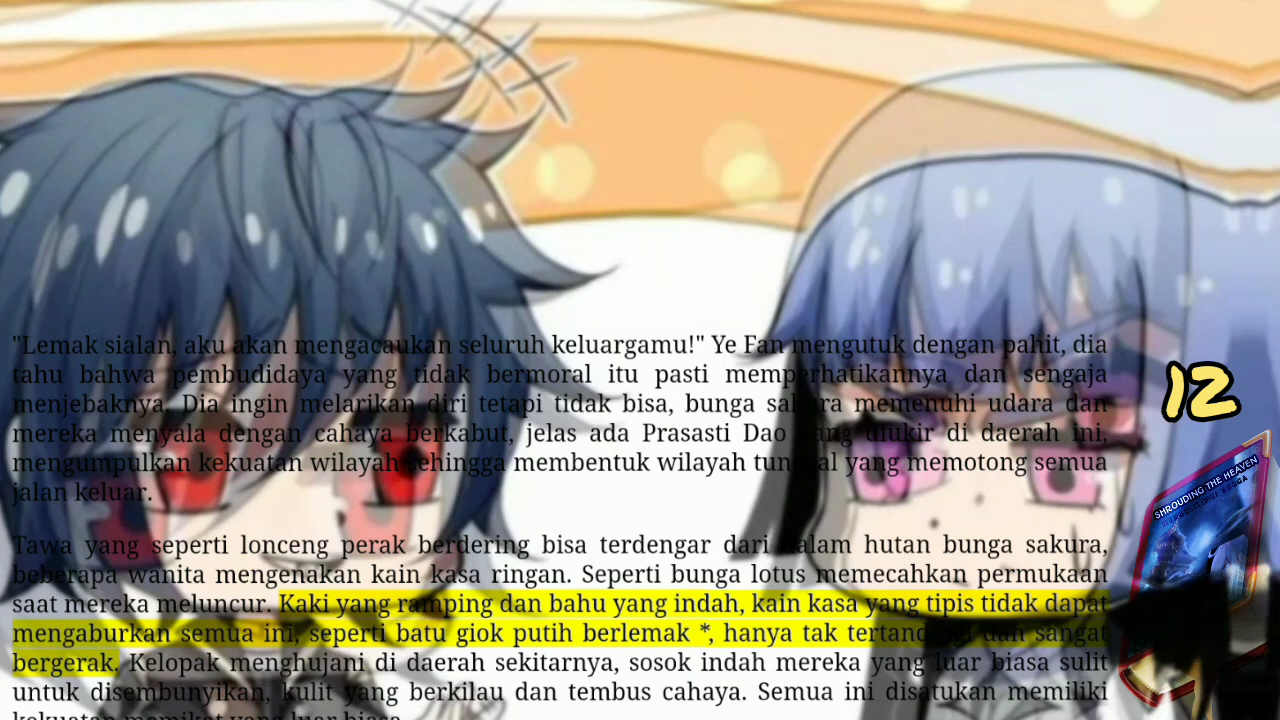 "Lemak sialan, aku akan mengacaukan seluruh keluargamu!" Ye Fan mengutuk dengan pahit, dia
tahu bahwa pembudidaya yang tidak bermoral itu pasti memperhatikannya dan sengaja
menjebaknya. Dia ingin melarikan diri tetapi tidak bisa, bunga sakura memenuhi udara dan
mereka menyala dengan cahaya berkabut, jelas ada Prasasti Dao yang diukir di daerah ini,
mengumpulkan kekuatan wilayah sehingga membentuk wilayah tunggal yang memotong semua
jalan keluar.
Tawa yang seperti lonceng perak berdering bisa terdengar dari dalam hutan bunga sakura,
beberapa wanita mengenakan kain kasa ringan. Seperti bunga lotus memecahkan permukaan
saat mereka meluncur. Kaki yang ramping dan bahu yang indah, kain kasa yang tipis tidak dapat
mengaburkan semua ini, seperti batu giok putih berlemak *, hanya tak tertandingi dan sangat
bergerak. Kelopak menghujani di daerah sekitarnya, sosok indah mereka yang luar biasa sulit
untuk disembunyikan, kulit yang berkilau dan tembus cahaya. Semua ini disatukan memiliki
kekuatan memikat yang luar biasa.
12
SHROUDING THE HEAVEN